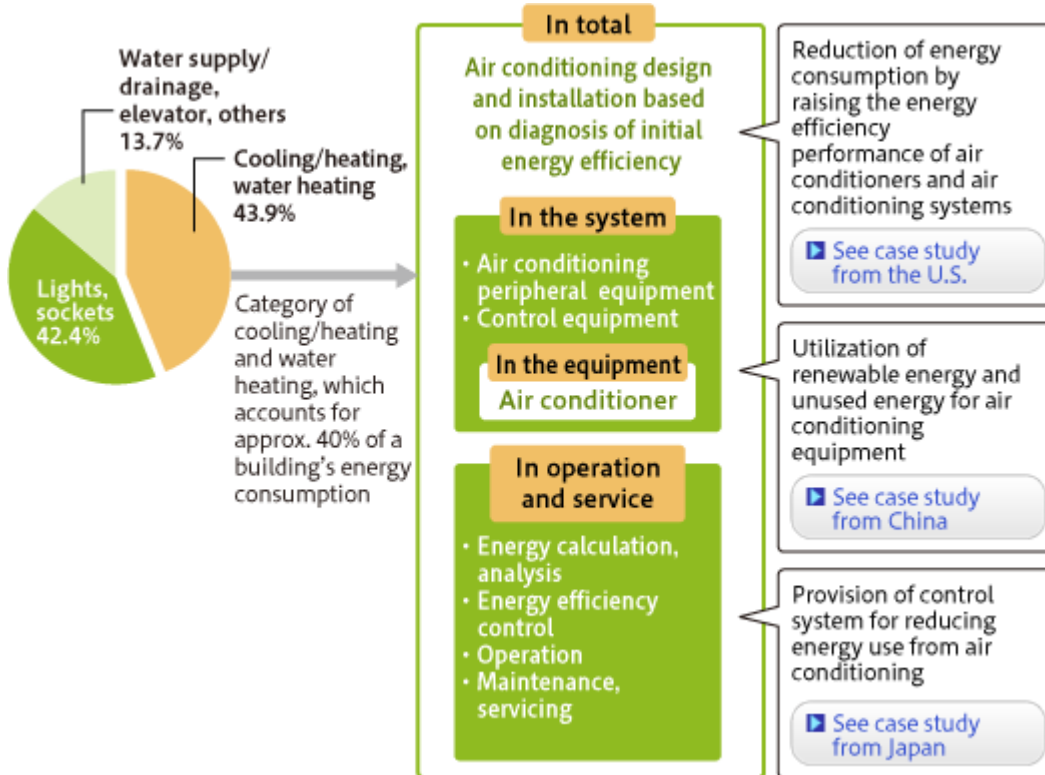 Water supply/
drainage,
elevator, others
13.7%
Cooling/heating,
water heating
43.9%
Lights,
sockets
42.4%
Category of
cooling/heating
and water
heating, which
accounts for
approx. 40% of a
building's energy
consumption
In total
Air conditioning design
and installation based
on diagnosis of initial
energy efficiency
In the system
・Air conditioning
peripheral equipment
・Control equipment
In the equipment
Air conditioner
In operation
and service
・Energy calculation,
analysis
・Energy efficiency
control
・Operation
・Maintenance,
servicing
Reduction of energy
consumption by
raising the energy
efficiency
performance of air
conditioners and air
conditioning systems
See case study
from the U.S.
Utilization of
renewable energy and
unused energy for air
conditioning
equipment
See case study
from China
Provision of control
system for reducing
energy use from air
conditioning
See case study
from Japan